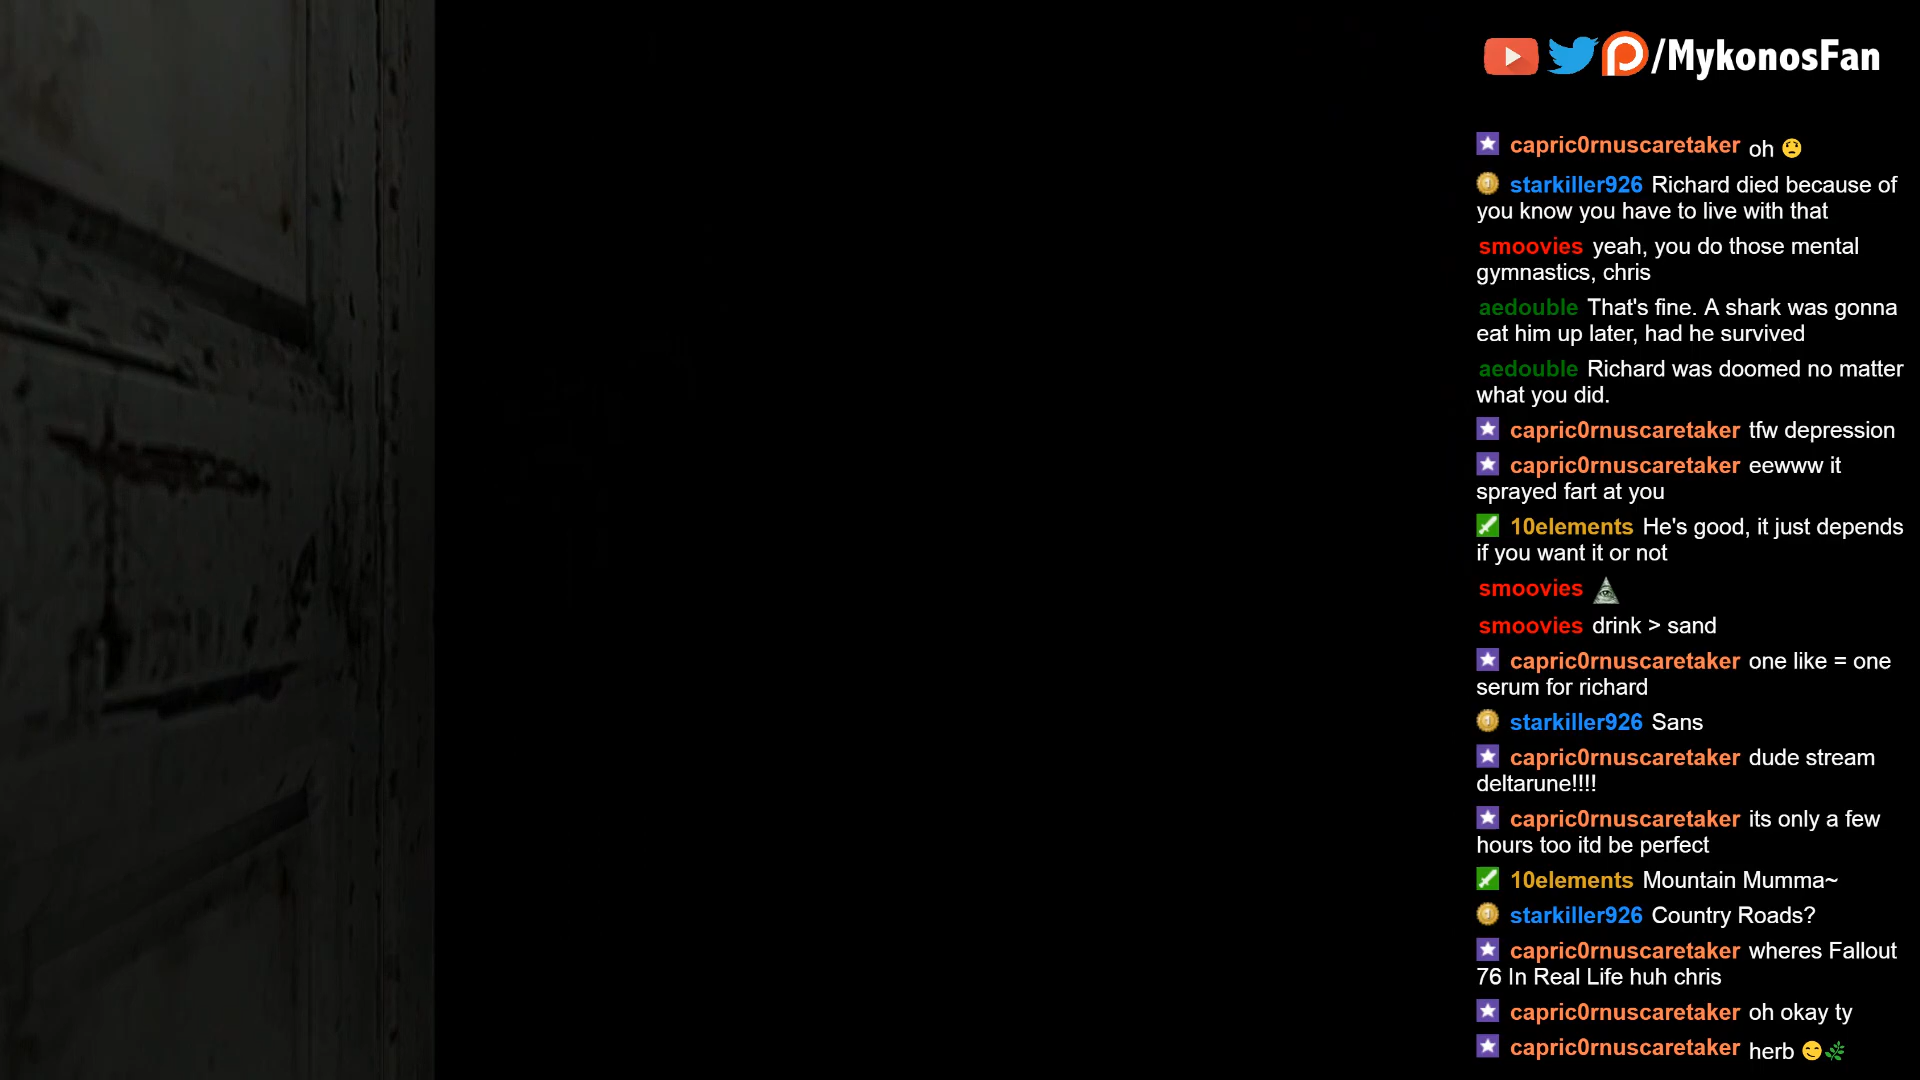 /MykonosFan
capric0rnuscaretaker oh 😟
starkiller926 Richard died because of
you know you have to live with that
smoovies yeah, you do those mental
gymnastics, chris
aedouble That's fine. A shark was gonna
eat him up later, had he survived
aedouble Richard was doomed no matter
what you did.
capric0rnuscaretaker tfw depression
capric0rnuscaretaker eewww it
sprayed fart at you
10elements He's good, it just depends
if you want it or not
smoovies
smoovies drink > sand
capric0rnuscaretaker one like = one
serum for richard
starkiller926 Sans
capric0rnuscaretaker dude stream
deltarune!!!!
capric0rnuscaretaker its only a few
hours too itd be perfect
10elements Mountain Mumma~
starkiller926 Country Roads?
capric0rnuscaretaker wheres Fallout
76 In Real Life huh chris
capric0rnuscaretaker oh okay ty
capric0rnuscaretaker herb 😏🌿